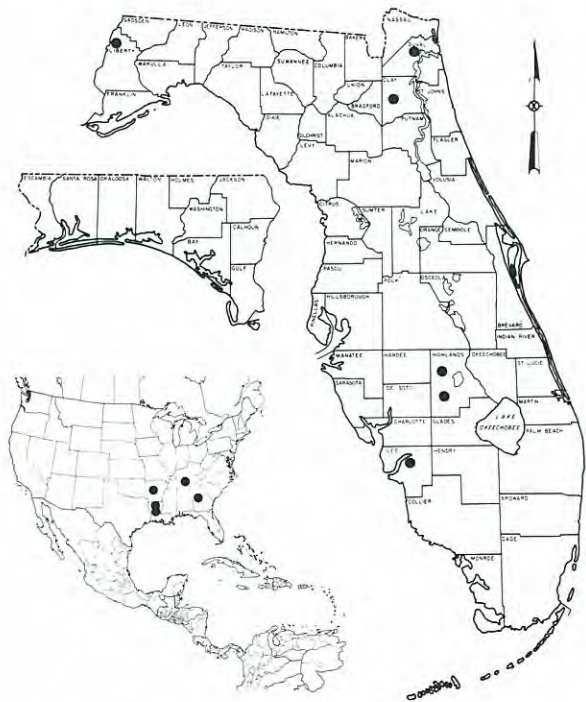 NASSAU
GADSDEN
LEON
JEFFERSON
MADISON
HAMILTON
BAKER
DUVAL
LIBERTY
WAKULLA
TAYLOR
SUWANNEE
COLUMBIA
UNION
CLAY
ST JOHNS
FRANKLIN
LAFAYETTE
BRADFORD
DIXIE
ALACHUA
PUTNAM
GILCHRIST
LEVY
FLAGLER
MARION
VOLUSIA
ESCAMBIA
SANTA ROSA
OKALOOSA
WALTON
HOLMES
JACKSON
WASHINGTON
BAY
CALHOUN
GULF
CITRUS
SUMTER
LAKE
ORANGE
SEMINOLE
HERNANDO
PASCO
POLK
OSCEOLA
HILLSBOROUGH
PINELLAS
BREVARD
INDIAN RIVER
MANATEE
HARDEE
HIGHLANDS
OKEECHOBEE
ST LUCIE
SARASOTA
DE SOTO
MARTIN
CHARLOTTE
GLADES
LAKE
OKEECHOBEE
PALM BEACH
LEE
HENDRY
COLLIER
BROWARD
MONROE
DADE